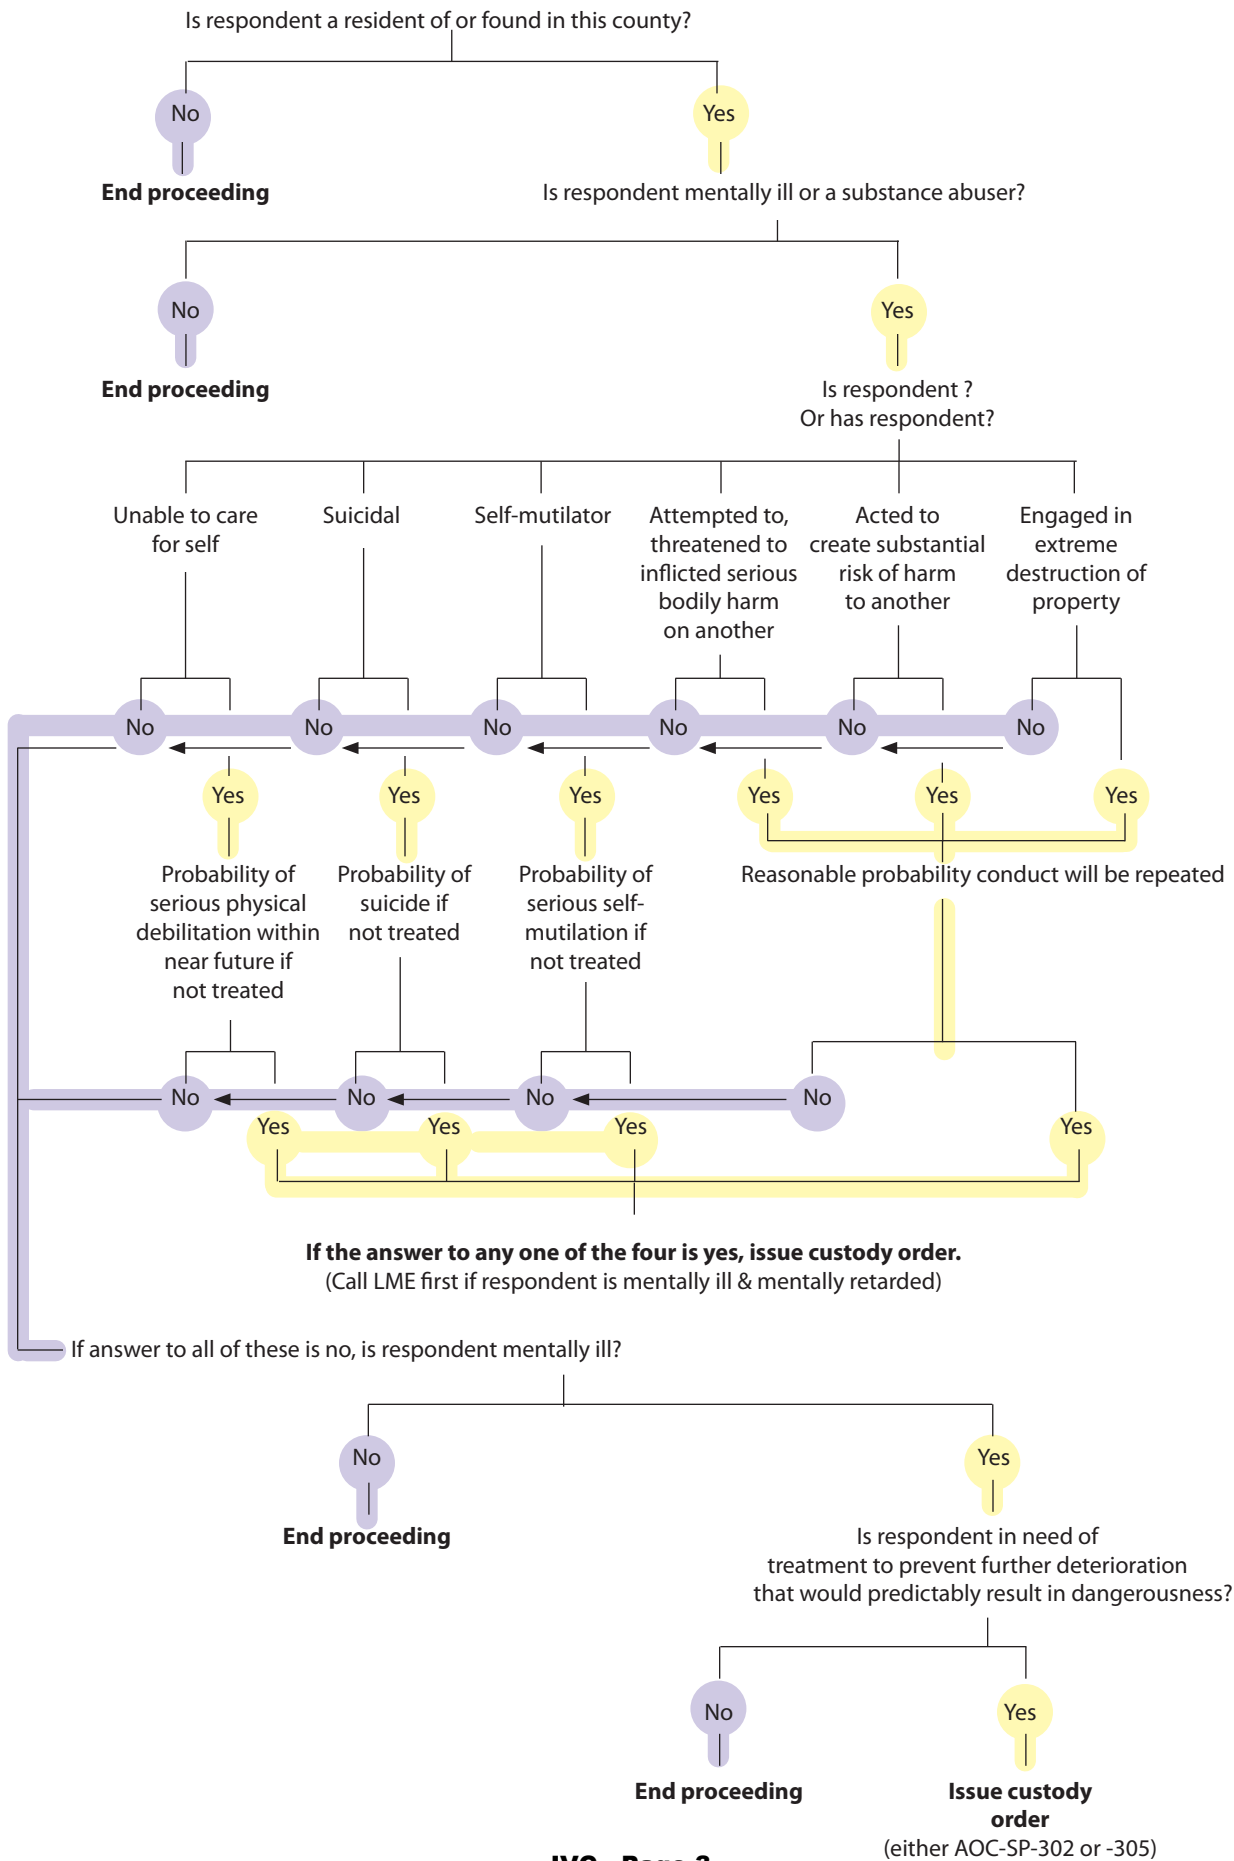 Is respondent a resident of or found in this county?
No
Yes
End proceeding
Is respondent mentally ill or a substance abuser?
No
Yes
End proceeding
Is respondent ?
Or has respondent?
Unable to care
for self
Suicidal
Self-mutilator
Attempted to,
threatened to
inflicted serious
bodily harm
on another
Acted to
create substantial
risk of harm
to another
Engaged in
extreme
destruction of
property
No
No
No
No
No
No
Yes
Yes
Yes
Yes
Yes
Yes
Probability of
serious physical
debilitation within
near future if
not treated
Probability of
suicide if
not treated
Probability of
serious self-
mutilation if
not treated
Reasonable probability conduct will be repeated
No
No
No
No
Yes
Yes
Yes
Yes
If the answer to any one of the four is yes, issue custody order.
(Call LME first if respondent is mentally ill & mentally retarded)
If answer to all of these is no, is respondent mentally ill?
No
Yes
End proceeding
Is respondent in need of
treatment to prevent further deterioration
that would predictably result in dangerousness?
No
Yes
End proceeding
Issue custody
order
(either AOC-SP-302 or -305)